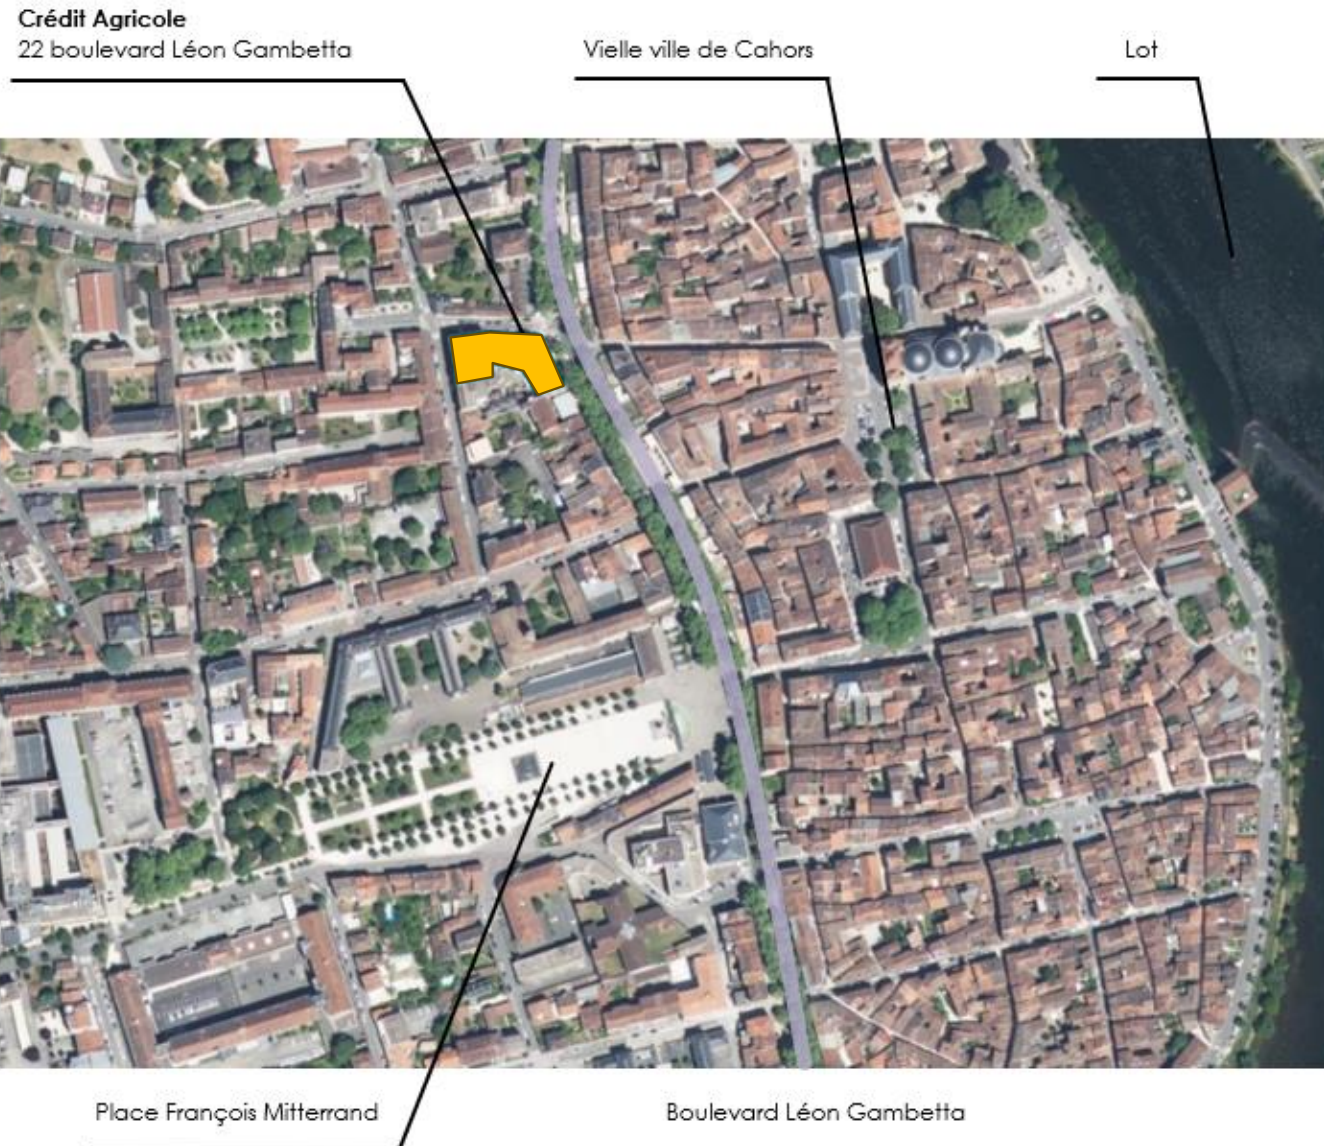 Crédit Agricole
22 boulevard Léon Gambetta
Vielle ville de Cahors
Lot
Place François Mitterrand
Boulevard Léon Gambetta